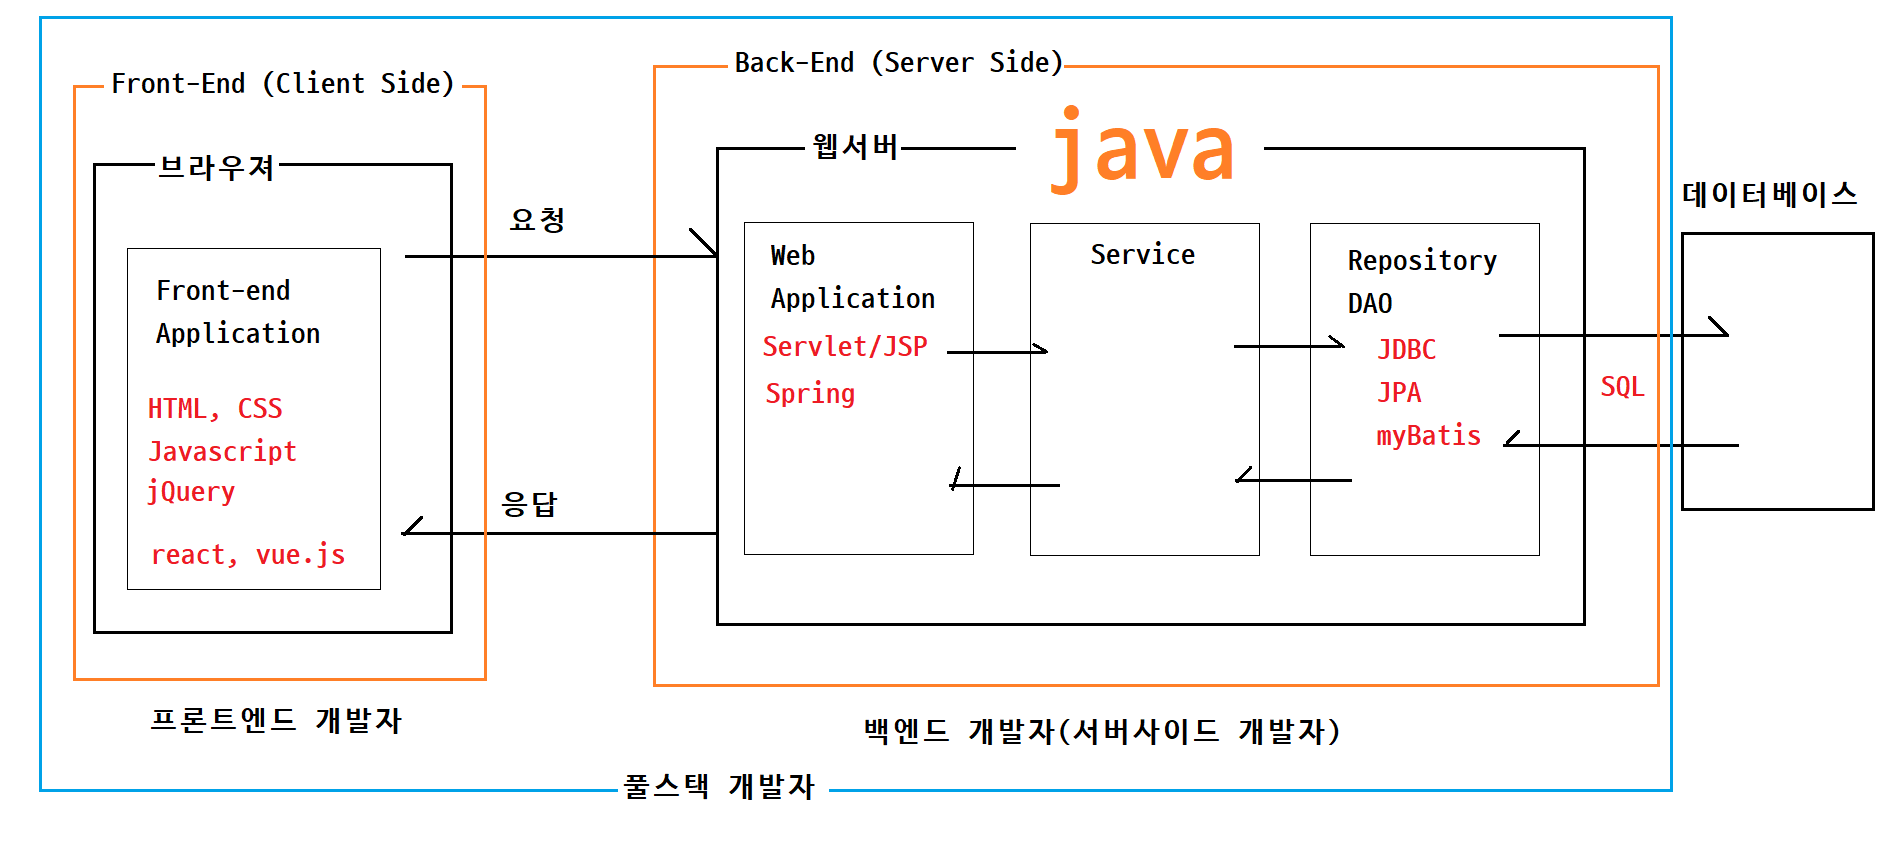 Front-End (Client Side)
브라우져
Front-end
Application
HTML, CSS
Javascript
jQuery
react, vue.js
프론트엔드 개발자
요청
응답
Back-End (Server Side)
웹서버
java
Web
Application
Servlet/JSP
Spring
Service
Repository
DAO
JDBC
JPA
myBatis
SQL
데이터베이스
백엔드 개발자(서버사이드 개발자)
풀스택 개발자